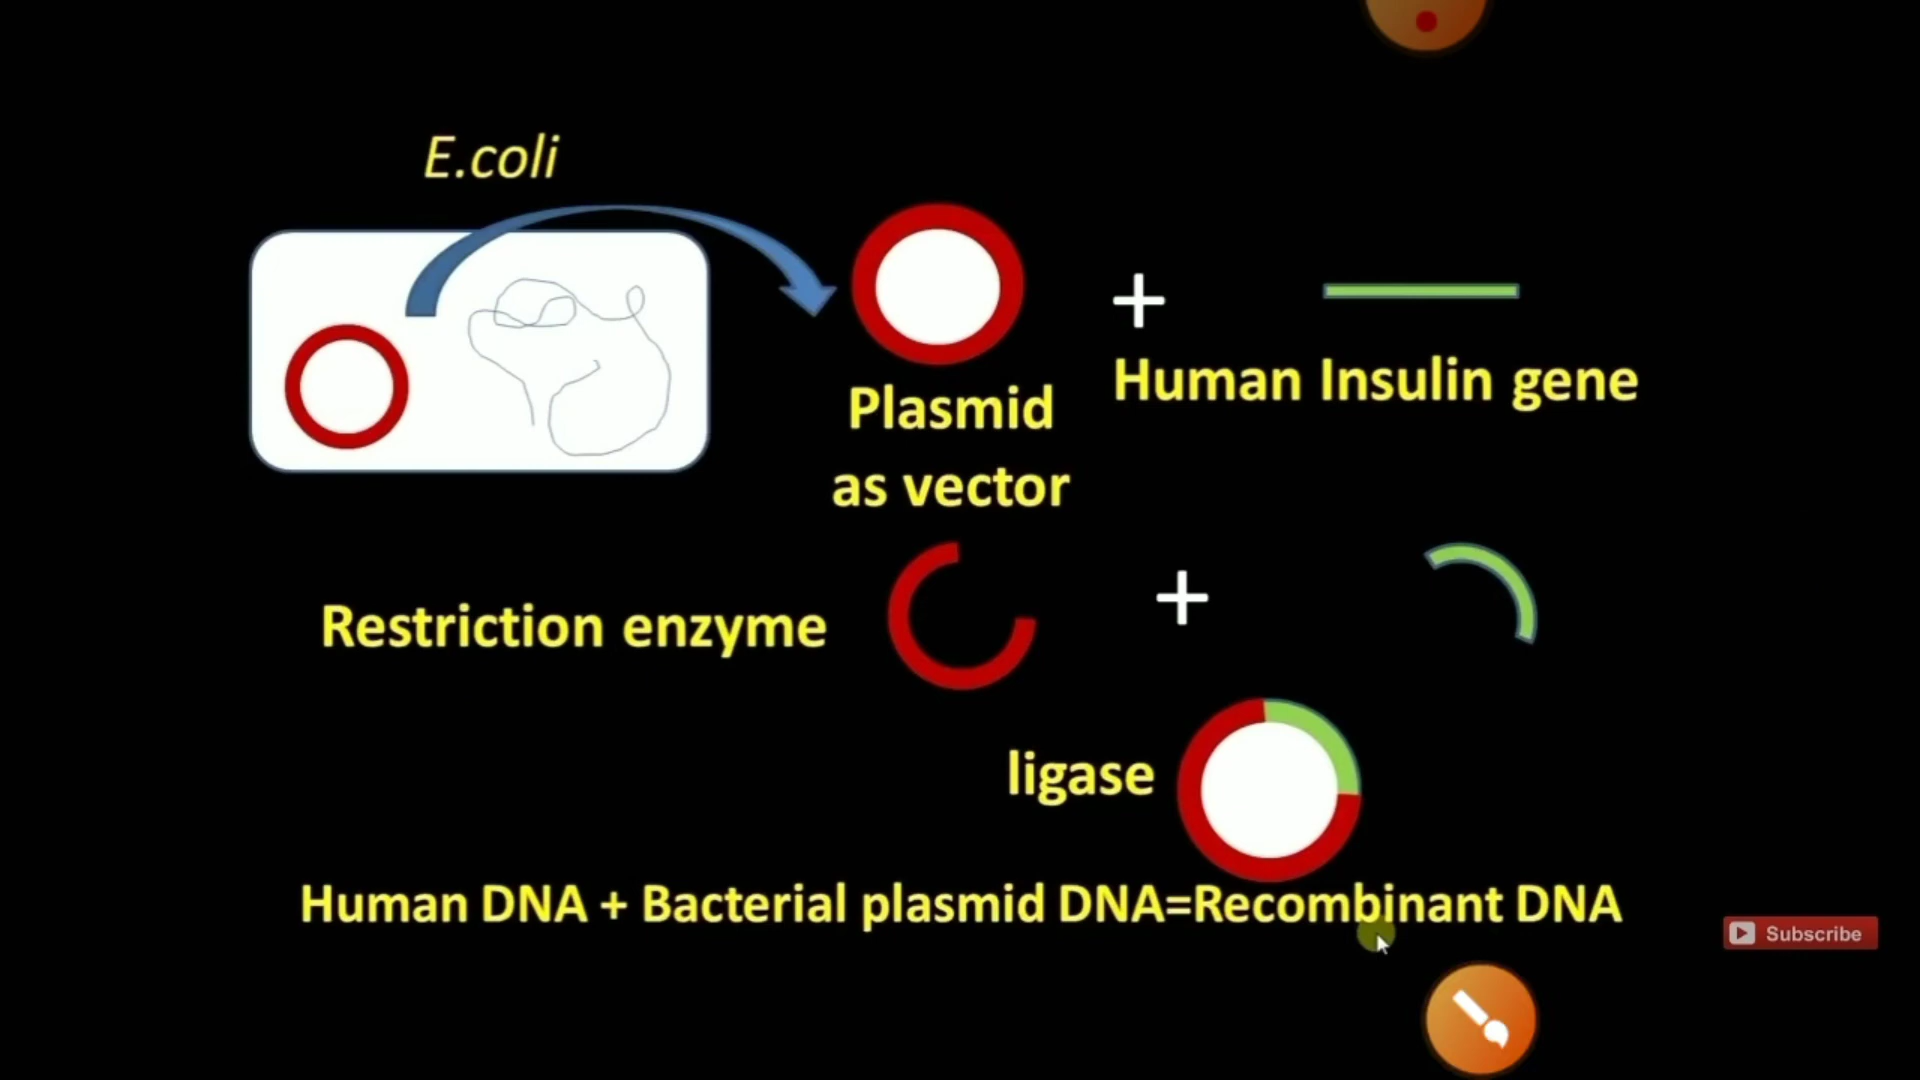 E.coli
Plasmid
as vector
+
Human Insulin gene
Restriction enzyme
+
ligase
Human DNA + Bacterial plasmid DNA=Recombinant DNA
Subscribe